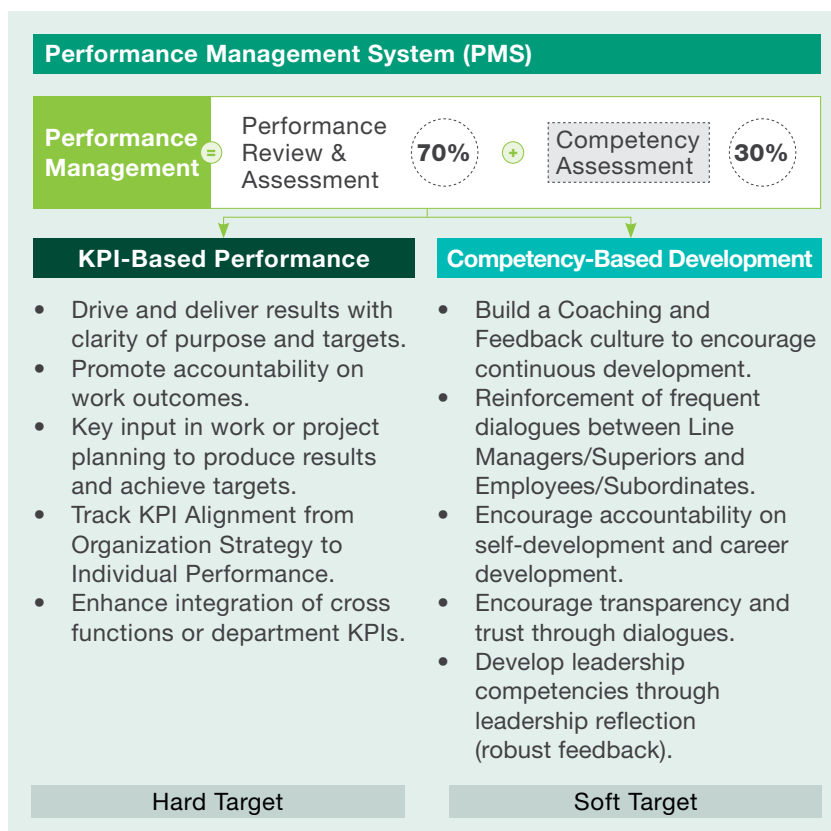 Performance Management System (PMS)
Performance
Management
=
Performance
Review &
Assessment
70%
+
Competency
Assessment
30%
KPI-Based Performance
• Drive and deliver results with
clarity of purpose and targets.
• Promote accountability on
work outcomes.
• Key input in work or project
planning to produce results
and achieve targets.
• Track KPI Alignment from
Organization Strategy to
Individual Performance.
• Enhance integration of cross
functions or department KPIs.
Hard Target
Competency-Based Development
• Build a Coaching and
Feedback culture to encourage
continuous development.
• Reinforcement of frequent
dialogues between Line
Managers/Superiors and
Employees/Subordinates.
• Encourage accountability on
self-development and career
development.
• Encourage transparency and
trust through dialogues.
• Develop leadership
competencies through
leadership reflection
(robust feedback).
Soft Target